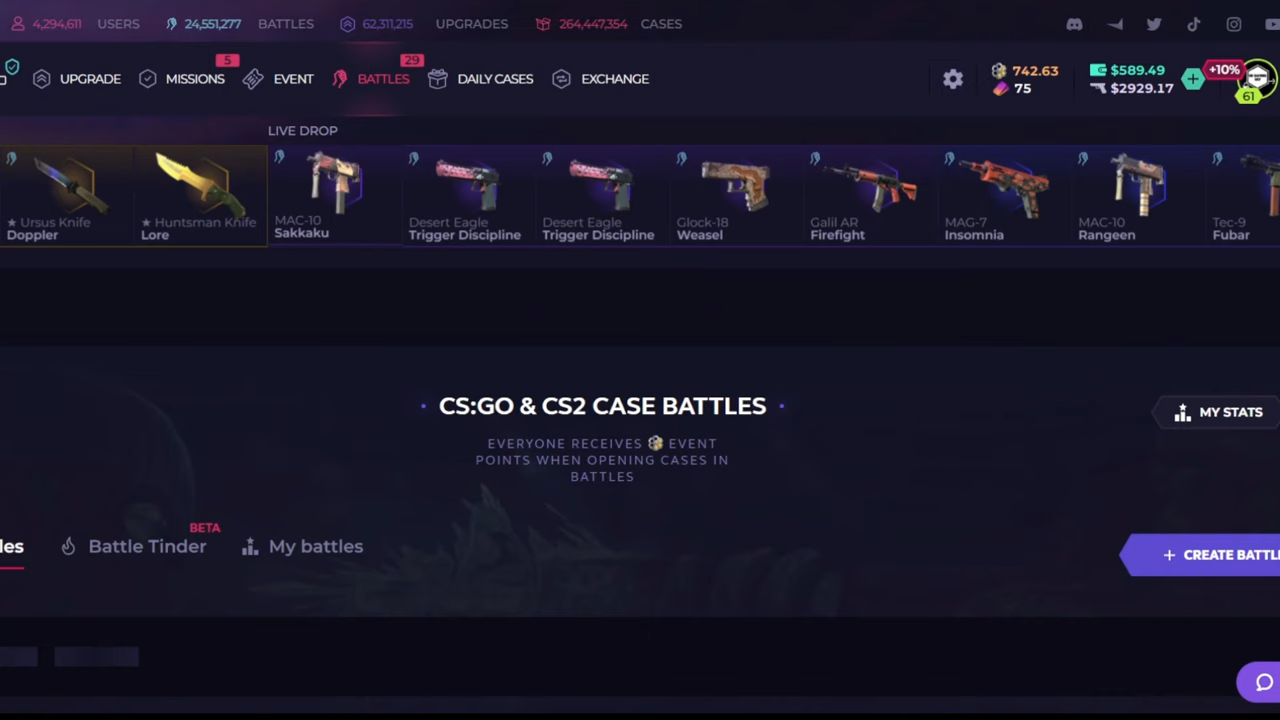 4,294,611 USERS 24,551,277 BATTLES 62,311,215 UPGRADES 264,447,354 CASES
UPGRADE 5 MISSIONS EVENT 29 BATTLES DAILY CASES EXCHANGE
742.63
75
$589.49
$2929.17
+10%
61
LIVE DROP
★ Ursus Knife
Doppler
★ Huntsman Knife
Lore
MAC-10
Sakkaku
Desert Eagle
Trigger Discipline
Desert Eagle
Trigger Discipline
Glock-18
Weasel
Galil AR
Firefight
MAG-7
Insomnia
MAC-10
Rangeen
Tec-9
Fubar
CS:GO & CS2 CASE BATTLES
EVERYONE RECEIVES EVENT
POINTS WHEN OPENING CASES IN
BATTLES
MY STATS
les
BETA
Battle Tinder
My battles
+ CREATE BATTL